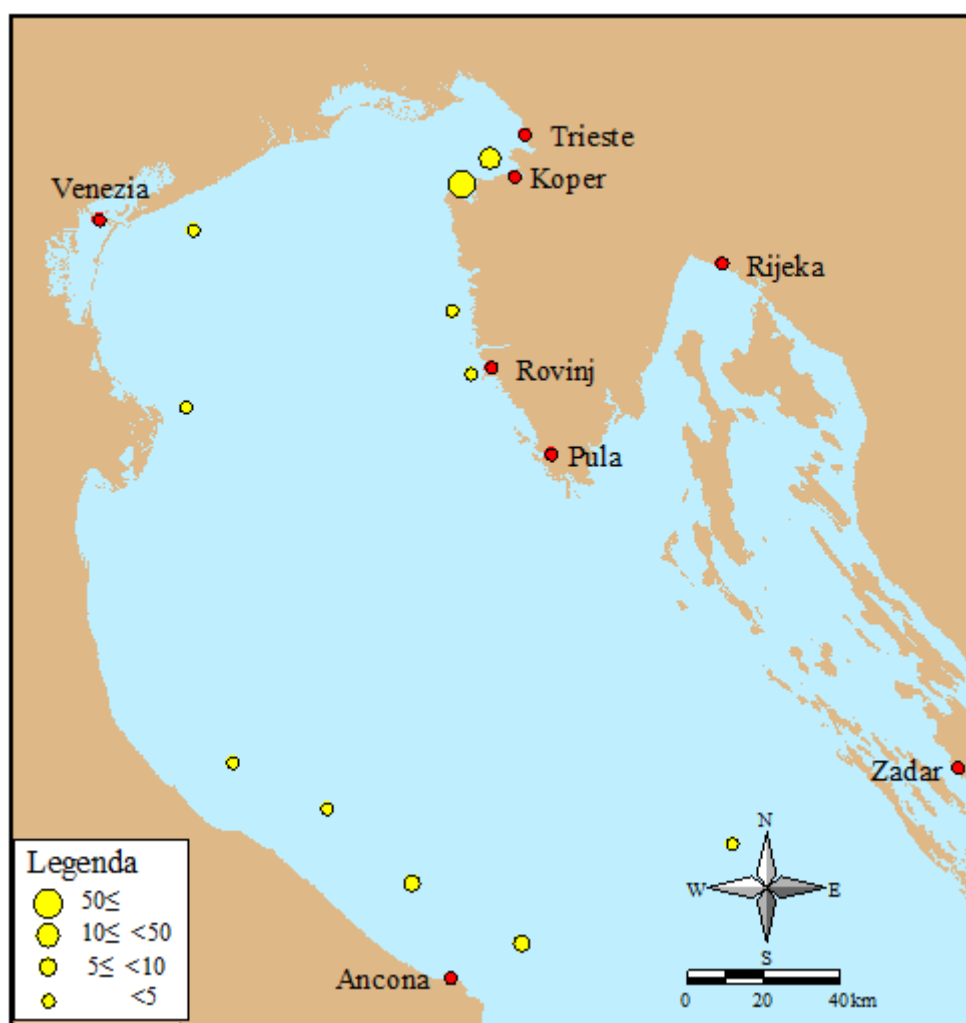 Trieste
Koper
Venezia
Rijeka
Rovinj
Pula
Zadar
N
W
E
S
Legenda
50≤
10≤ <50
5≤ <10
<5
Ancona
0 20 40km